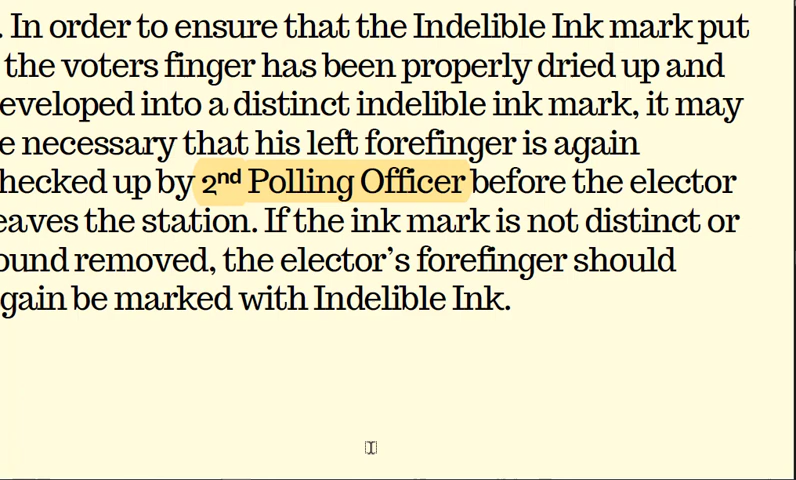 . In order to ensure that the Indelible Ink mark put
the voters finger has been properly dried up and
eveloped into a distinct indelible ink mark, it may
e necessary that his left forefinger is again
hecked up by 2nd Polling Officer before the elector
eaves the station. If the ink mark is not distinct or
ound removed, the elector’s forefinger should
gain be marked with Indelible Ink.